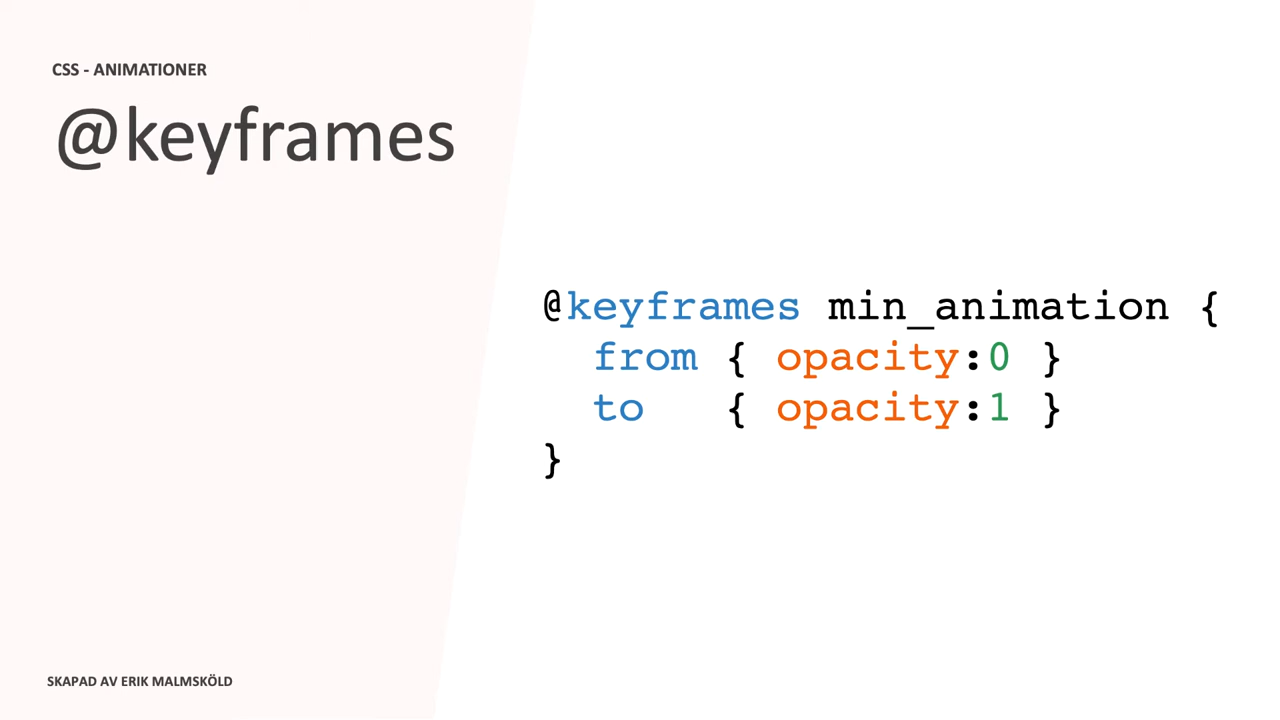 CSS - ANIMATIONER
@keyframes
@keyframes min_animation {
  from { opacity:0 }
  to   { opacity:1 }
}
SKAPAD AV ERIK MALMSKÖLD